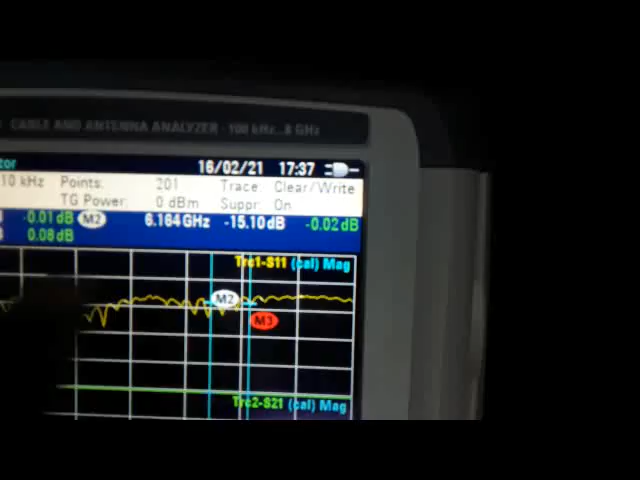 CABLE AND ANTENNA ANALYZER · 100 kHz...8 GHz
tor 16/02/21 17:37
10 kHz Points: 201 Trace: Clear/Write
TG Power: 0 dBm Suppr: On
-0.01 dB M2 6.164 GHz -15.10 dB -0.02 dB
0.08 dB
Trc1-S11 (cal) Mag
M2
M3
Trc2-S21 (cal) Mag